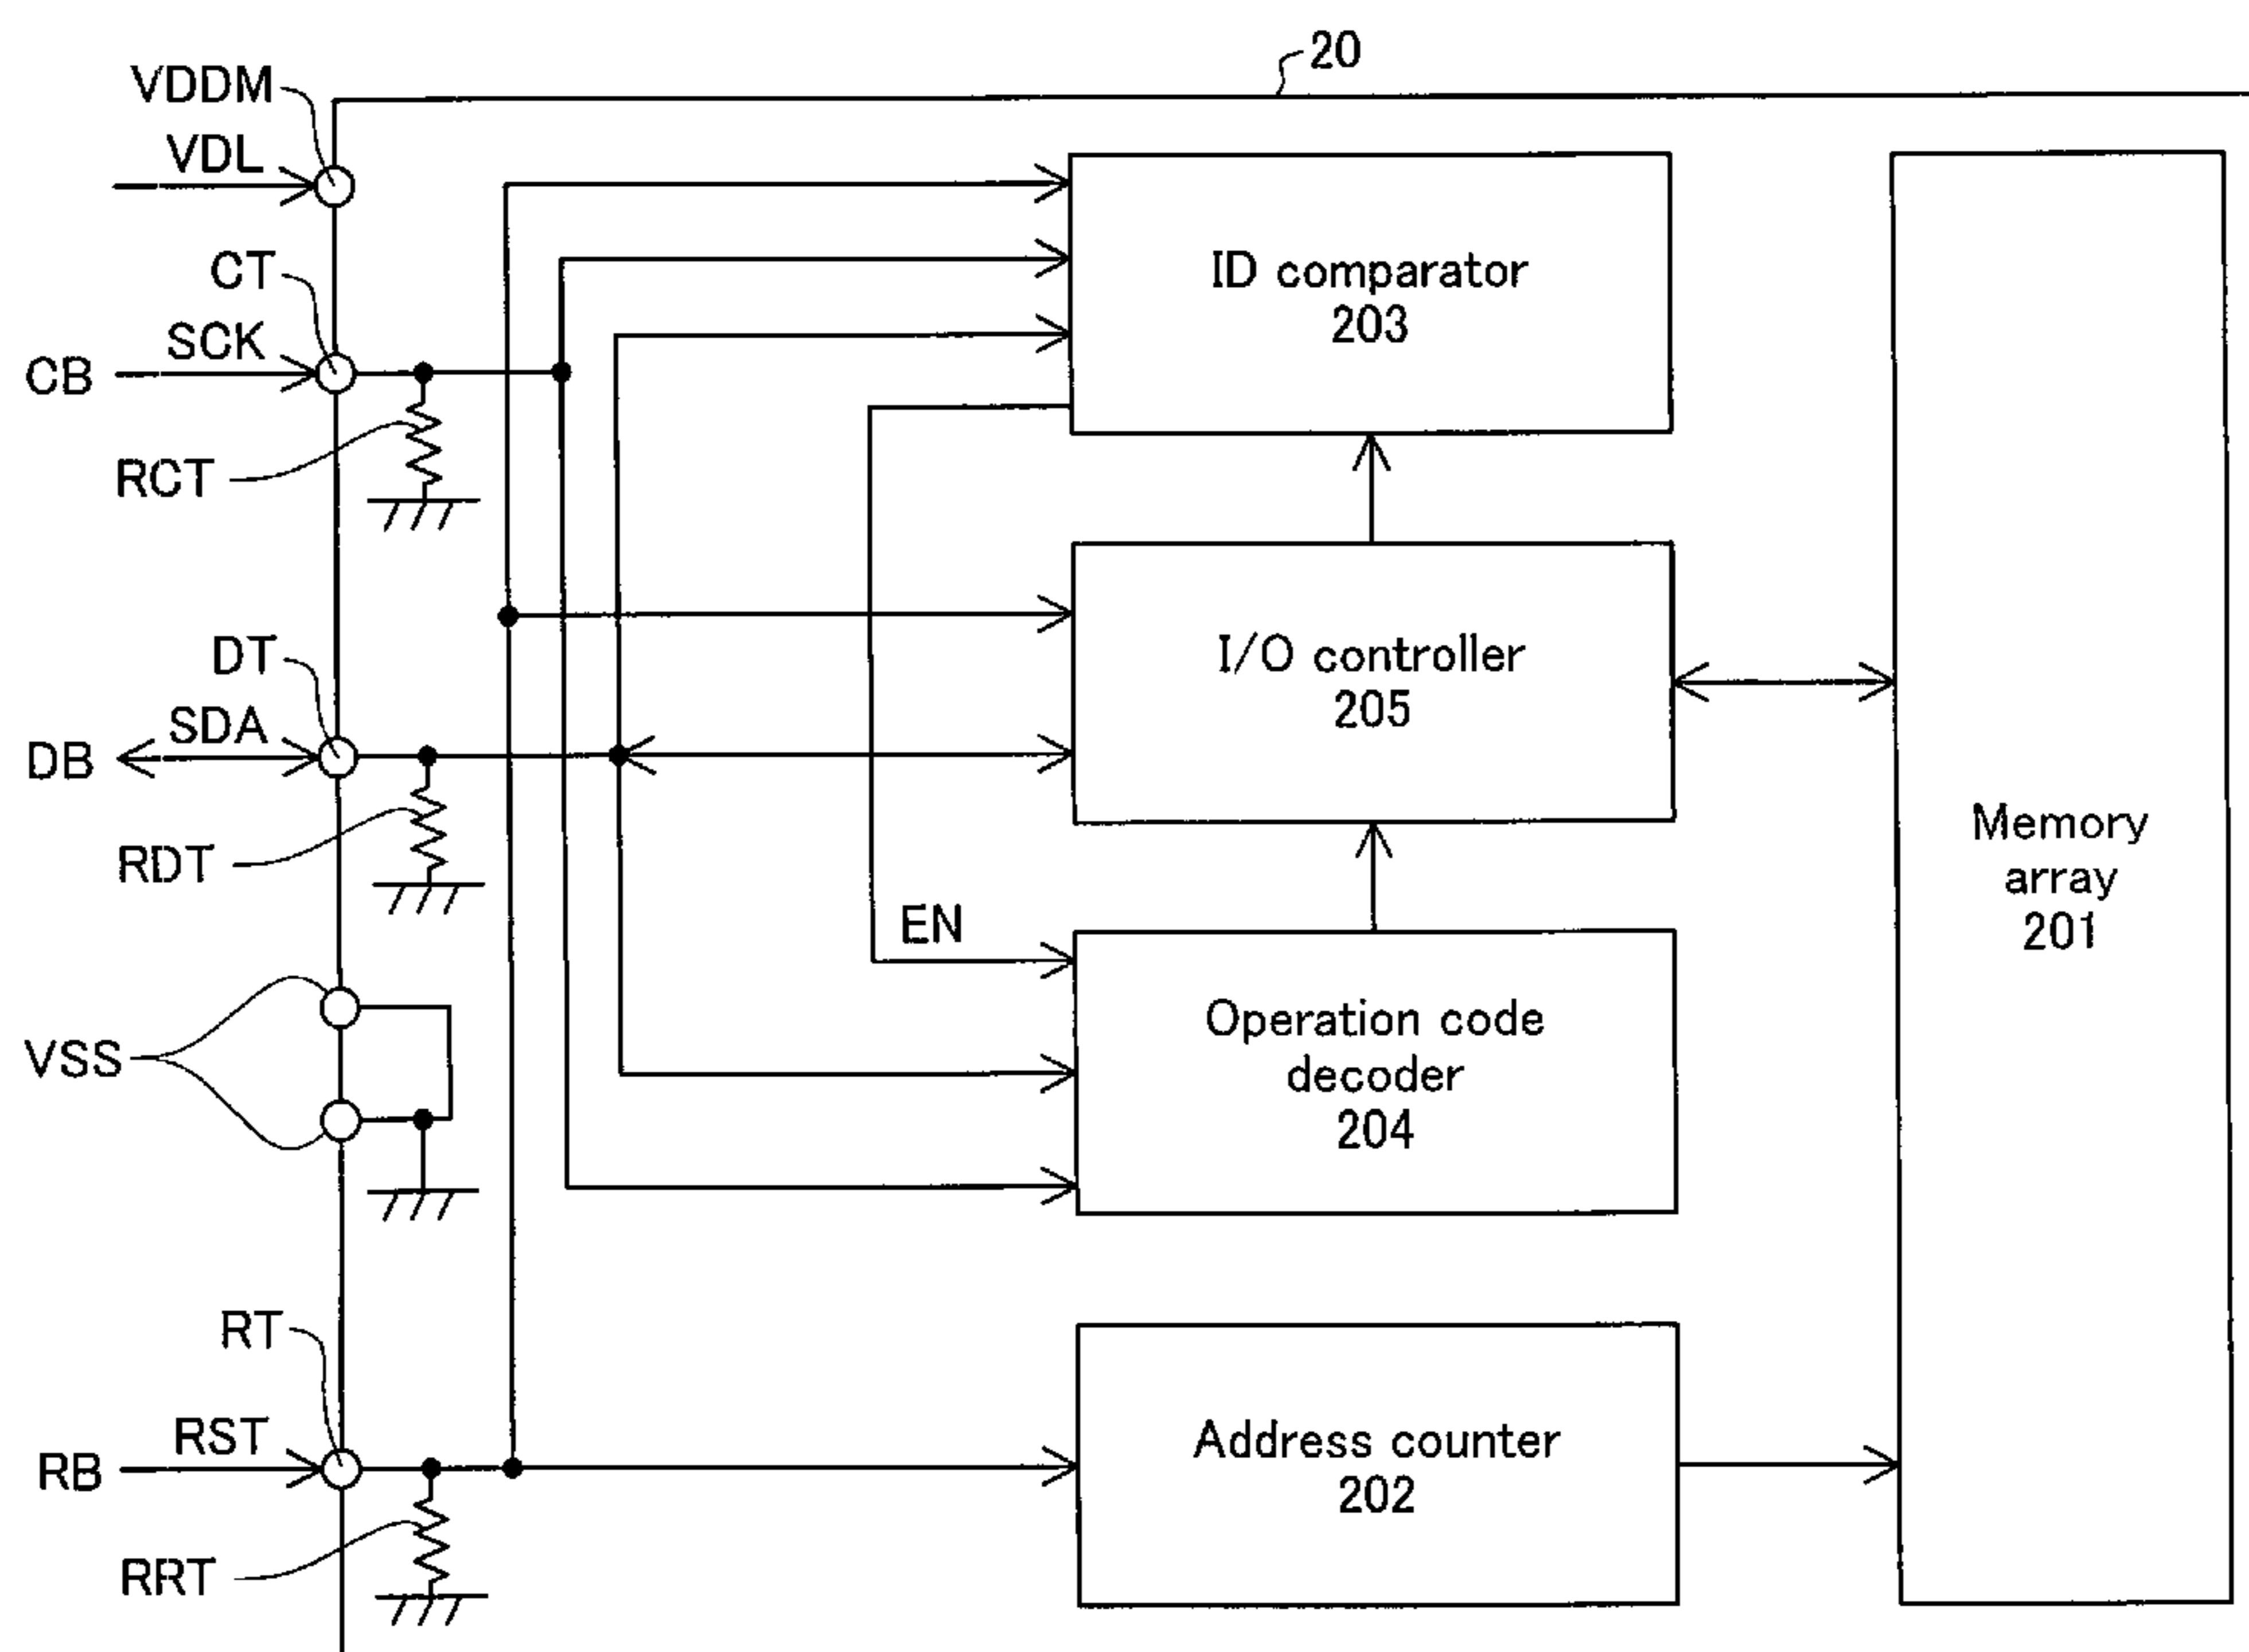 20
VDDM
VDL
CT
SCK
CB
RCT
ID comparator
203
DT
SDA
DB
RDT
I/O controller
205
Memory
array
201
EN
VSS
Operation code
decoder
204
RT
RST
RB
RRT
Address counter
202